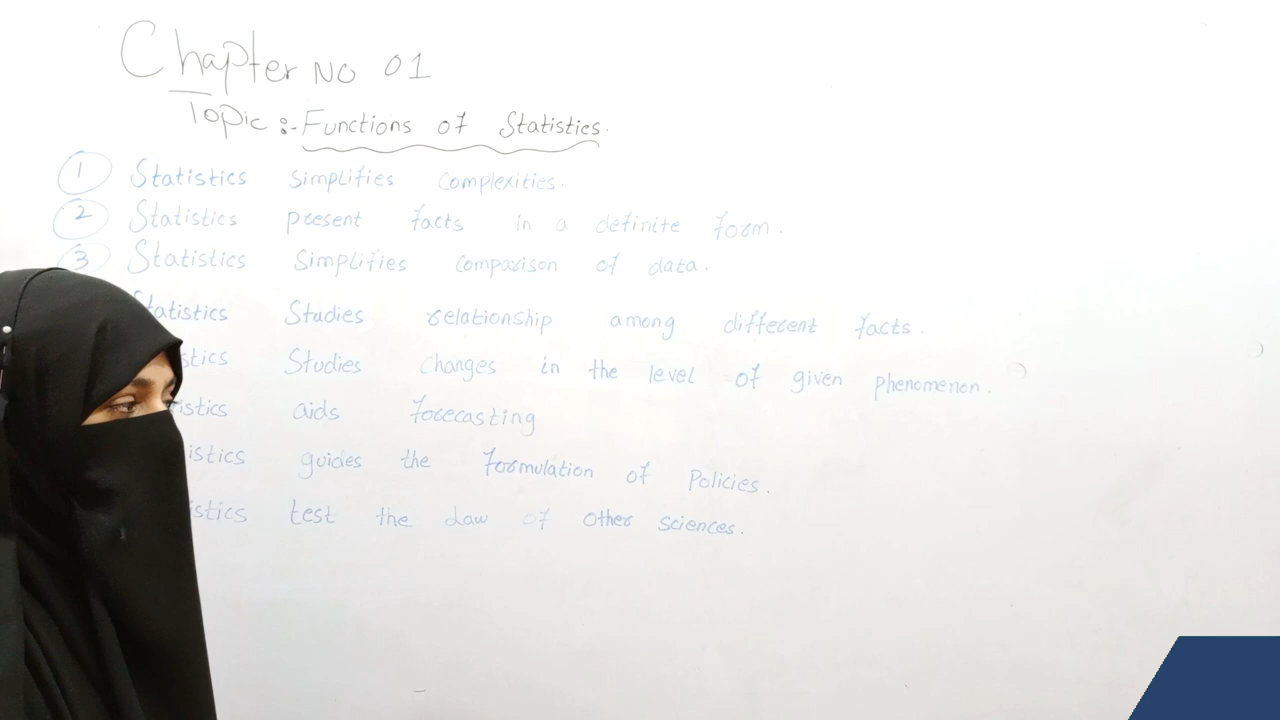 Chapter No 01
Topic :- Functions of Statistics.
1 Statistics Simplifies Complexities.
2 Statistics present facts in a definite form.
3 Statistics Simplifies comparison of data.
tatistics Studies relationship among different facts.
stics Studies changes in the level of given phenomenon.
istics aids forecasting
istics guides the formulation of Policies.
istics test the Law of Other sciences.